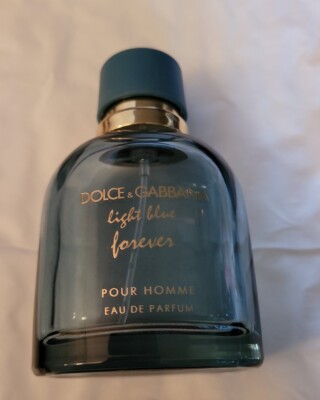 DOLCE & GABBANA
light blue
forever
POUR HOMME
EAU DE PARFUM